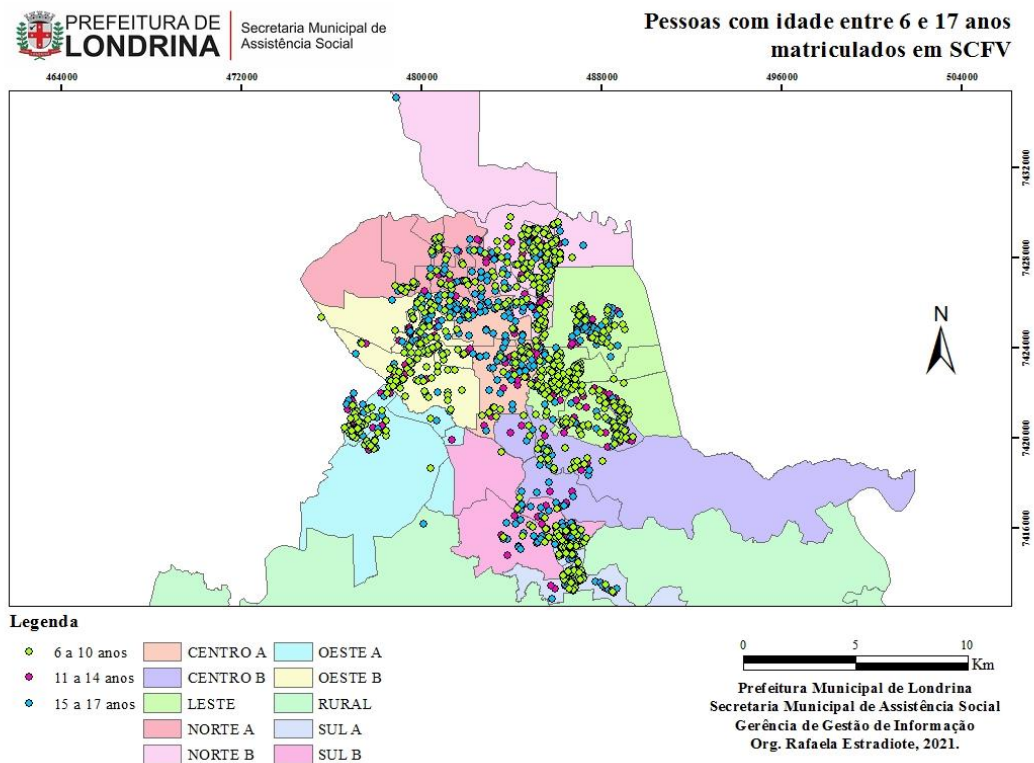 PREFEITURA DE
LONDRINA
Secretaria Municipal de
Assistência Social
Pessoas com idade entre 6 e 17 anos
matriculados em SCFV
464000 472000 480000 488000 496000 504000
7432000
7428000
7424000
7420000
7416000
N
Legenda
6 a 10 anos
11 a 14 anos
15 a 17 anos
CENTRO A
CENTRO B
LESTE
NORTE A
NORTE B
OESTE A
OESTE B
RURAL
SUL A
SUL B
0 5 10
Km
Prefeitura Municipal de Londrina
Secretaria Municipal de Assistência Social
Gerência de Gestão de Informação
Org. Rafaela Estradiote, 2021.